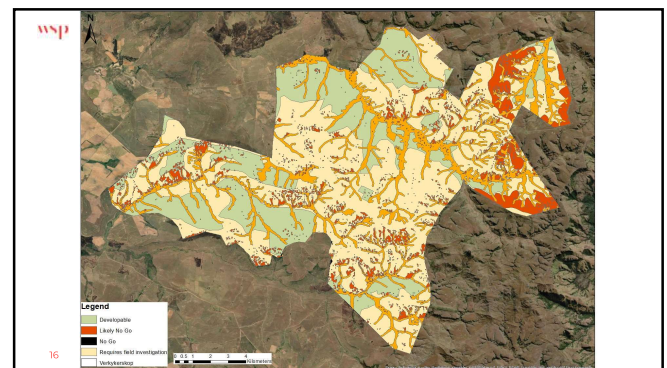 wsp
N
Legend
Developable
Likely No Go
No Go
Requires field investigation
Verkykerskop
0 0.5 1 2 3 4
Kilometers
16